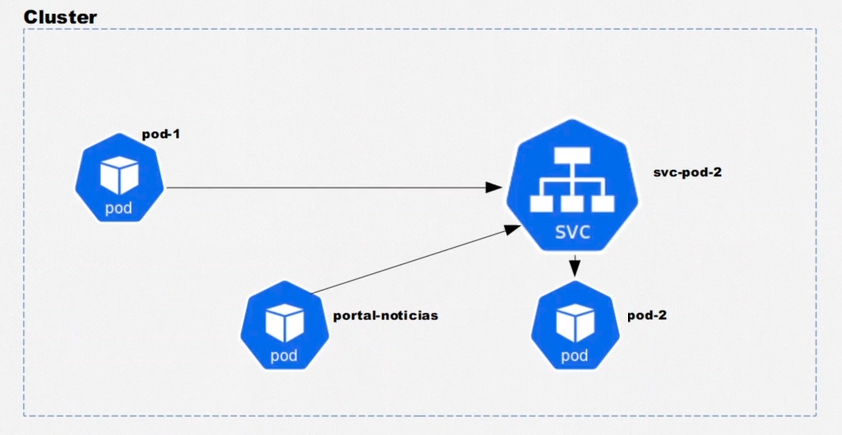 Cluster
pod-1
pod
svc-pod-2
SVC
portal-noticias
pod
pod-2
pod